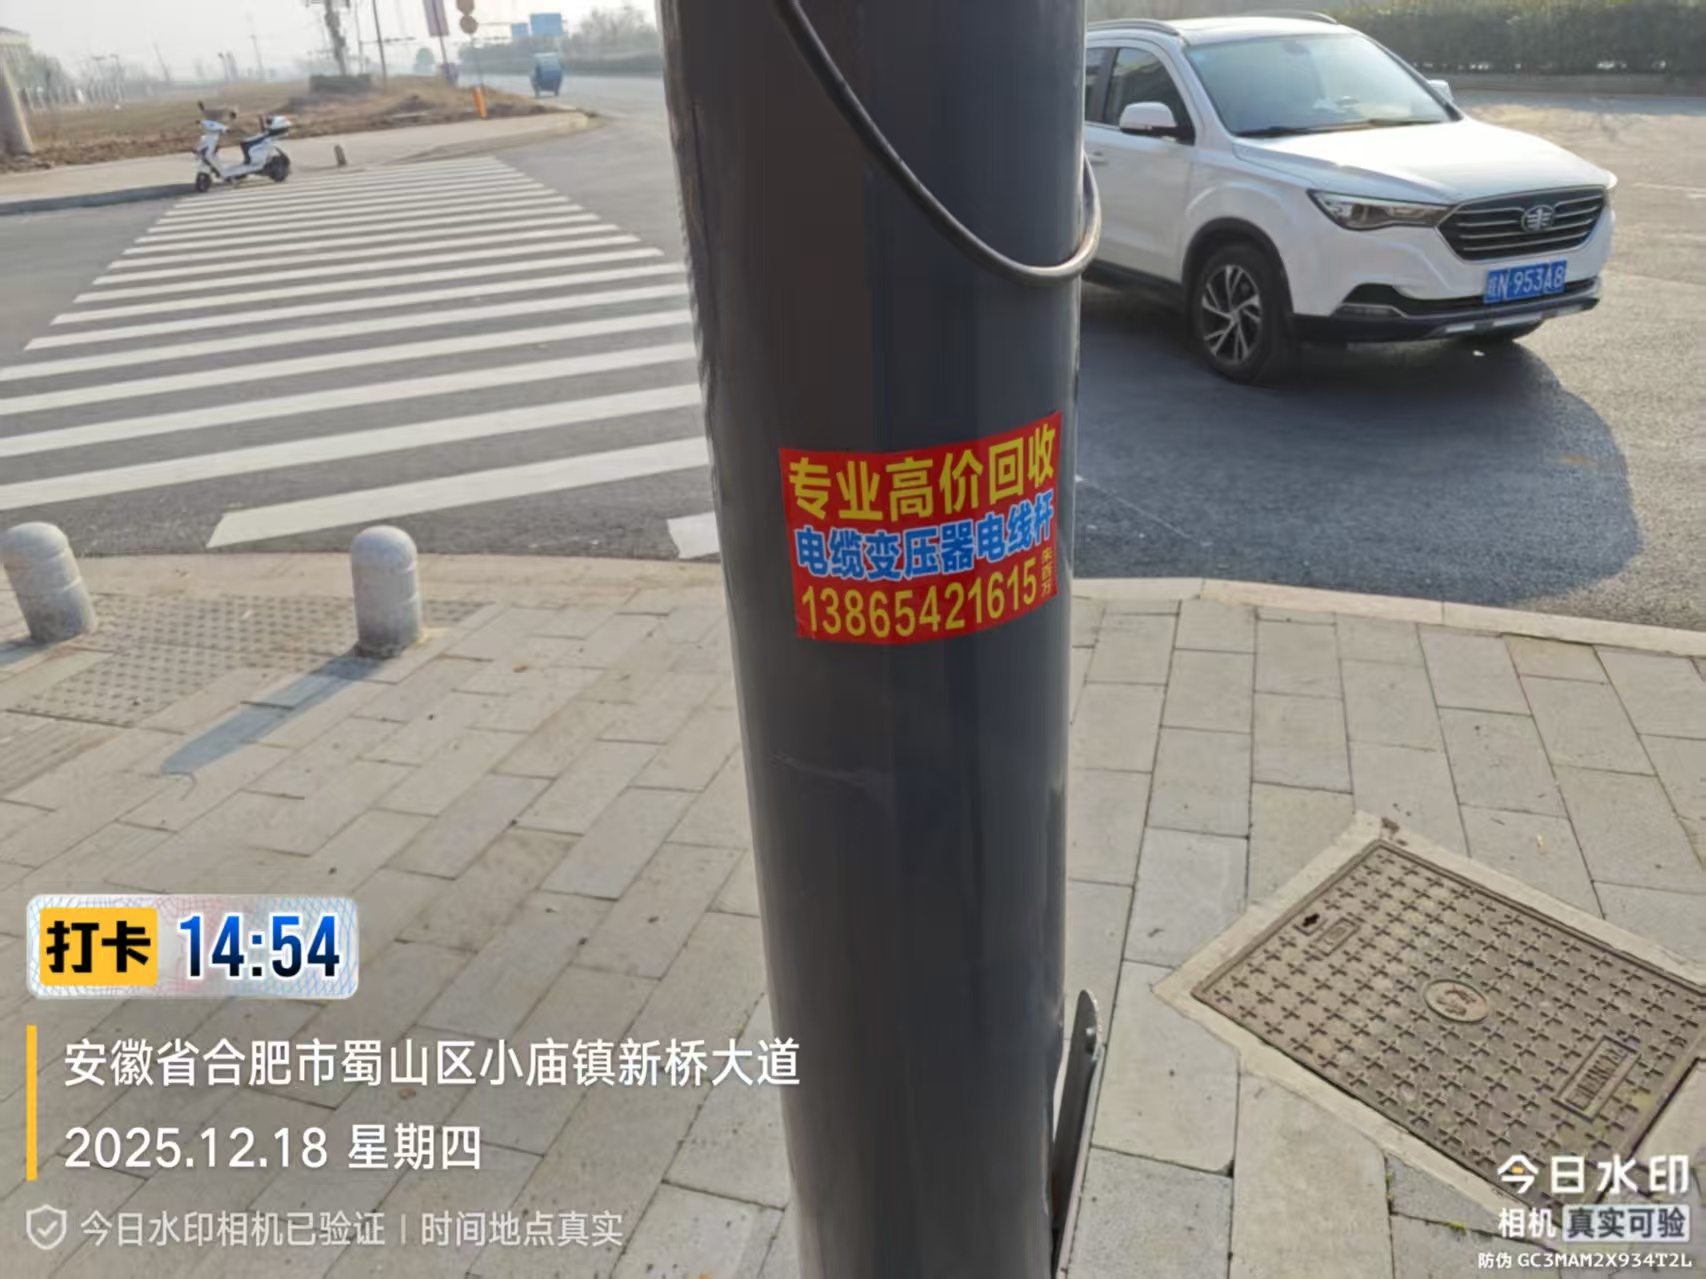 专业高价回收
电缆变压器电线杆
13865421615
皖N 953A8
打卡 14:54
安徽省合肥市蜀山区小庙镇新桥大道
2025.12.18 星期四
今日水印相机已验证 | 时间地点真实
今日水印
相机 真实可验
防伪 GC3MAM2X934T2L